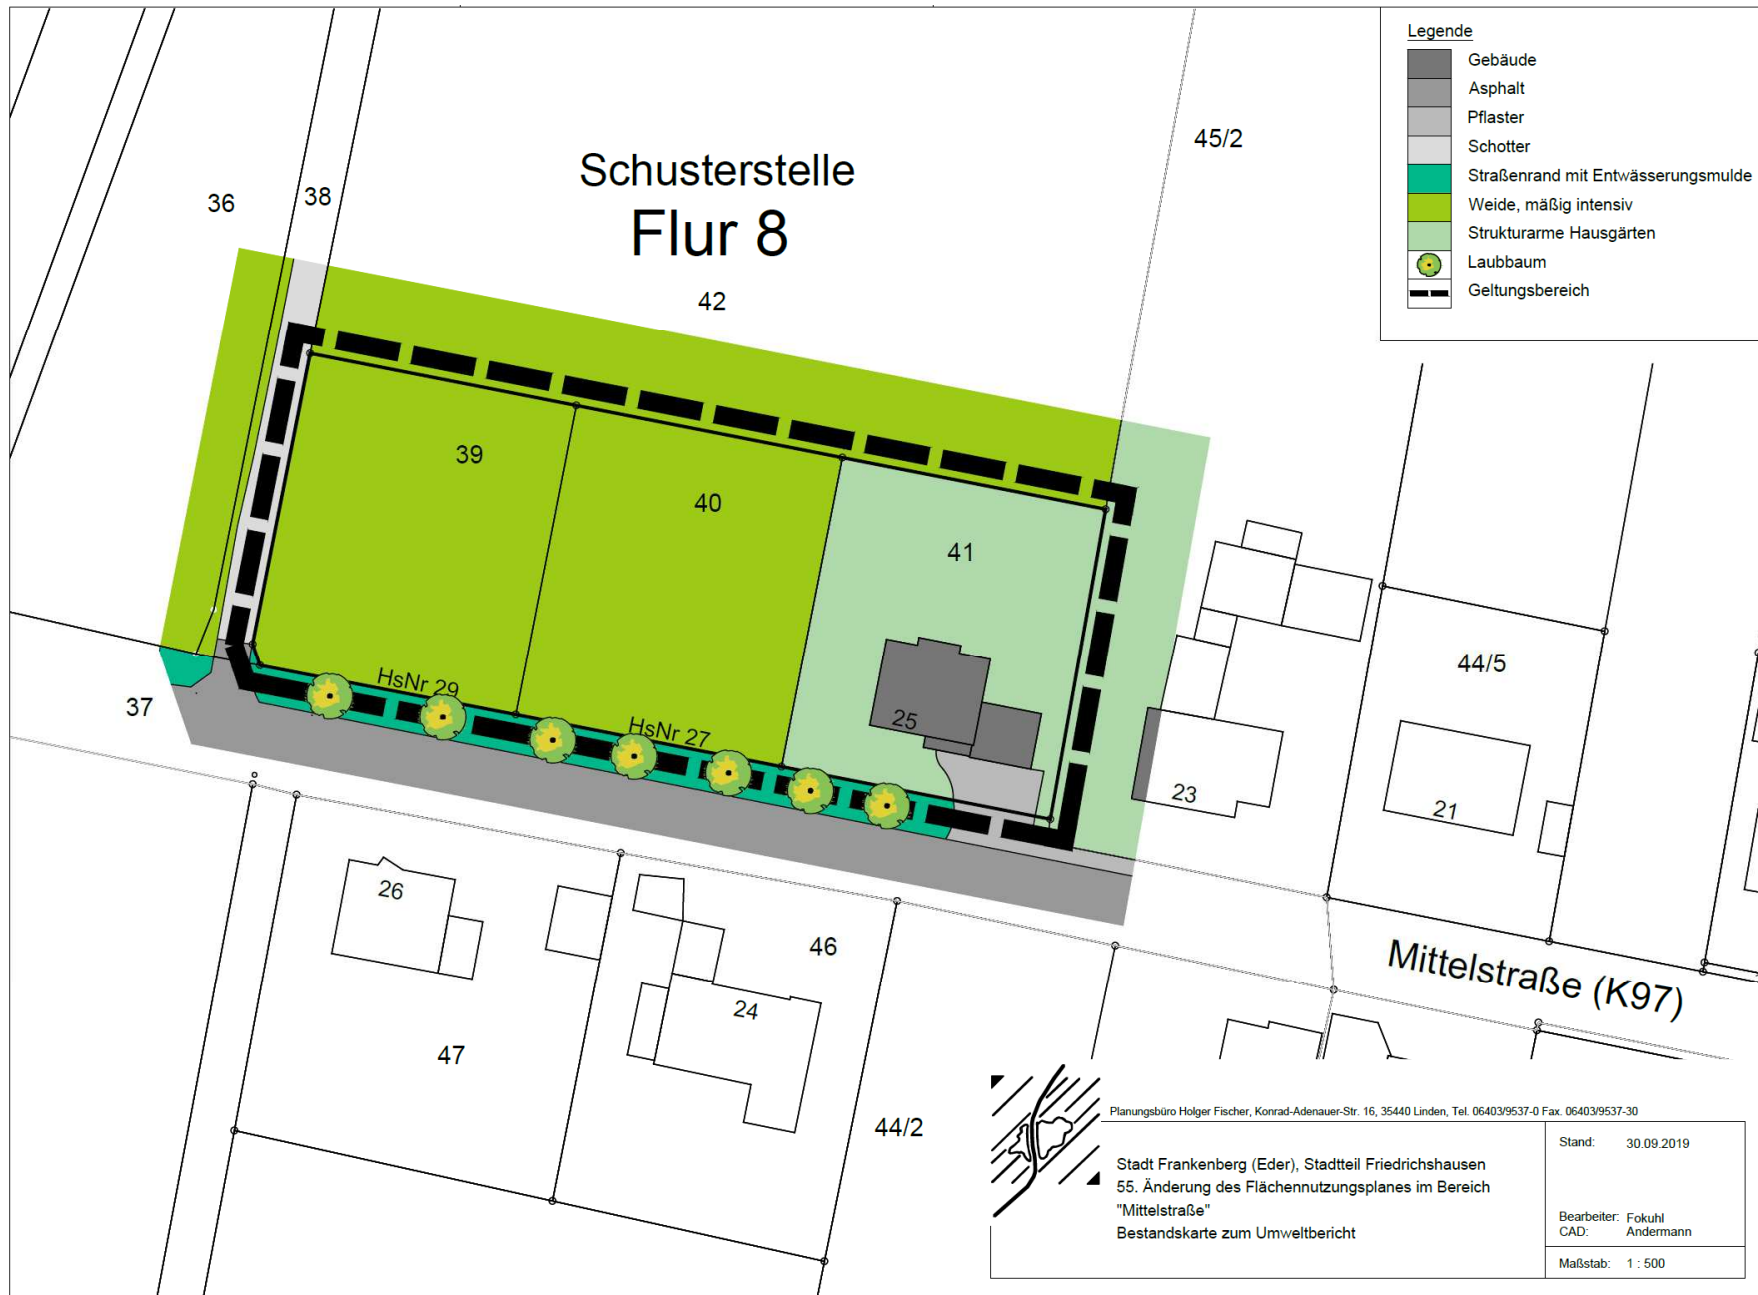 Legende
Gebäude
Asphalt
Pflaster
Schotter
Straßenrand mit Entwässerungsmulde
Weide, mäßig intensiv
Strukturarme Hausgärten
Laubbaum
Geltungsbereich
45/2
Schusterstelle
Flur 8
36
38
42
39
40
41
44/5
HsNr 29
HsNr 27
25
37
23
21
26
46
24
47
44/2
Mittelstraße (K97)
Planungsbüro Holger Fischer, Konrad-Adenauer-Str. 16, 35440 Linden, Tel. 06403/9537-0 Fax. 06403/9537-30
Stadt Frankenberg (Eder), Stadtteil Friedrichshausen
55. Änderung des Flächennutzungsplanes im Bereich
"Mittelstraße"
Bestandskarte zum Umweltbericht
Stand: 30.09.2019
Bearbeiter: Fokuhl
CAD: Andermann
Maßstab: 1 : 500